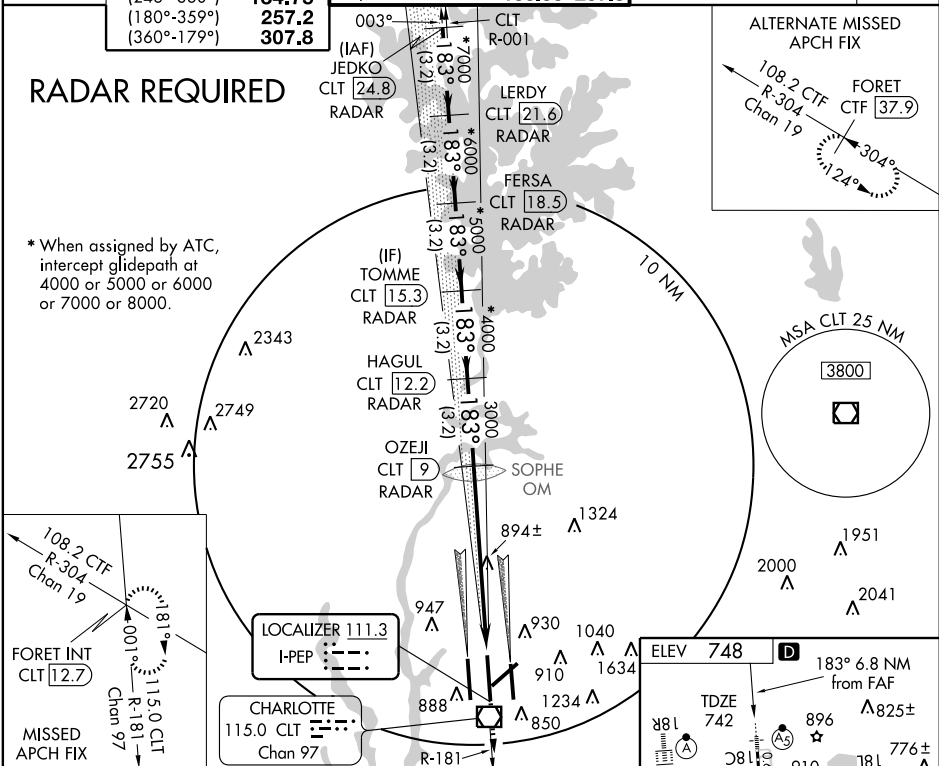 (180°-359°) 257.2
(360°-179°) 307.8
RADAR REQUIRED
003°
CLT
R-001
(IAF)
JEDKO
CLT 24.8
RADAR
*7000
183°
(3.2)
LERDY
CLT 21.6
RADAR
*6000
183°
(3.2)
FERSA
CLT 18.5
RADAR
*5000
183°
(3.2)
(IF)
TOMME
CLT 15.3
RADAR
*4000
183°
(3.2)
HAGUL
CLT 12.2
RADAR
3000
183°
(3.2)
OZEJI
CLT 9
RADAR
SOPHE
OM
10 NM
ALTERNATE MISSED
APCH FIX
108.2 CTF
R-304
Chan 19
FORET
CTF 37.9
304°
124°
* When assigned by ATC,
intercept glidepath at
4000 or 5000 or 6000
or 7000 or 8000.
MSA CLT 25 NM
3800
2343
2720
2749
2755
1324
894±
1951
2000
2041
947
930
1040
910
1634
1234
888
850
108.2 CTF
R-304
Chan 19
FORET INT
CLT 12.7
181°
001°
R-181
115.0 CLT
Chan 97
MISSED
APCH FIX
LOCALIZER 111.3
I-PEP
CHARLOTTE
115.0 CLT
Chan 97
R-181
ELEV 748
D
183° 6.8 NM
from FAF
TDZE
742
896
825±
776±
18R
A
18C
A5
18L